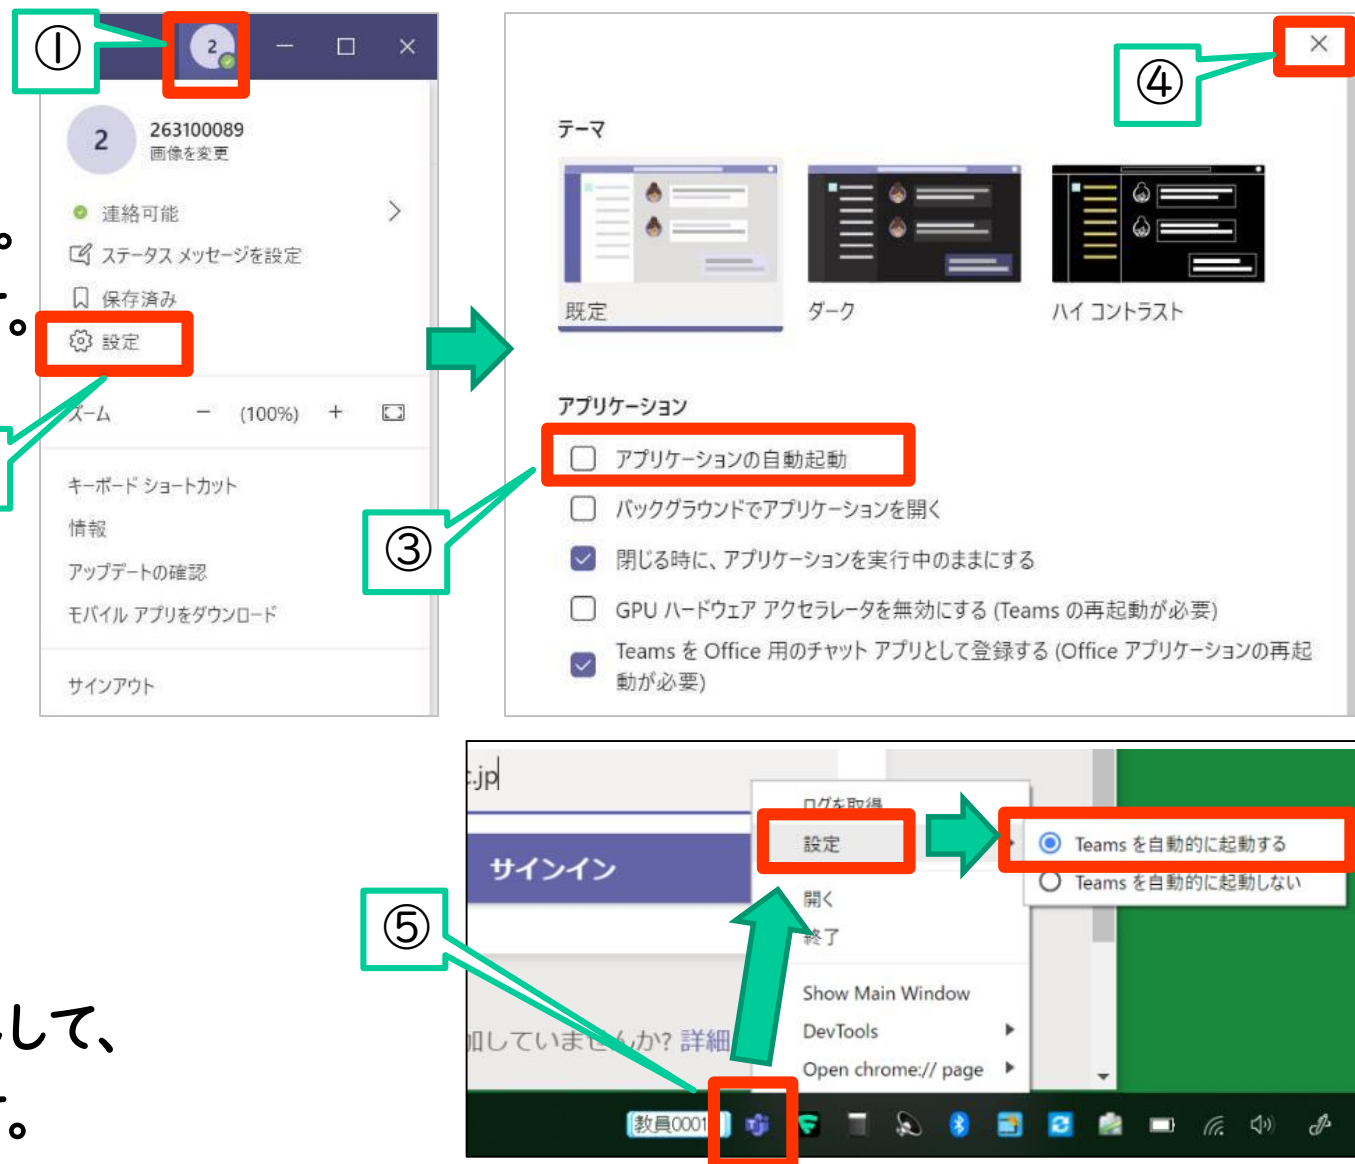 ①
2
263100089
画像を変更
2
連絡可能
ステータス メッセージを設定
保存済み
設定
ズーム - (100%) +
キーボード ショートカット
情報
アップデートの確認
モバイル アプリをダウンロード
サインアウト
。
。
④
テーマ
既定
ダーク
ハイ コントラスト
アプリケーション
アプリケーションの自動起動
バックグラウンドでアプリケーションを開く
閉じる時に、アプリケーションを実行中のままにする
GPU ハードウェア アクセラレータを無効にする (Teams の再起動が必要)
Teams を Office 用のチャット アプリとして登録する (Office アプリケーションの再起
動が必要)
③
.jp
サインイン
加していませんか? 詳細
ログを取得
設定
開く
終了
Show Main Window
DevTools
Open chrome:// page
Teams を自動的に起動する
Teams を自動的に起動しない
⑤
教員0001
して、
。